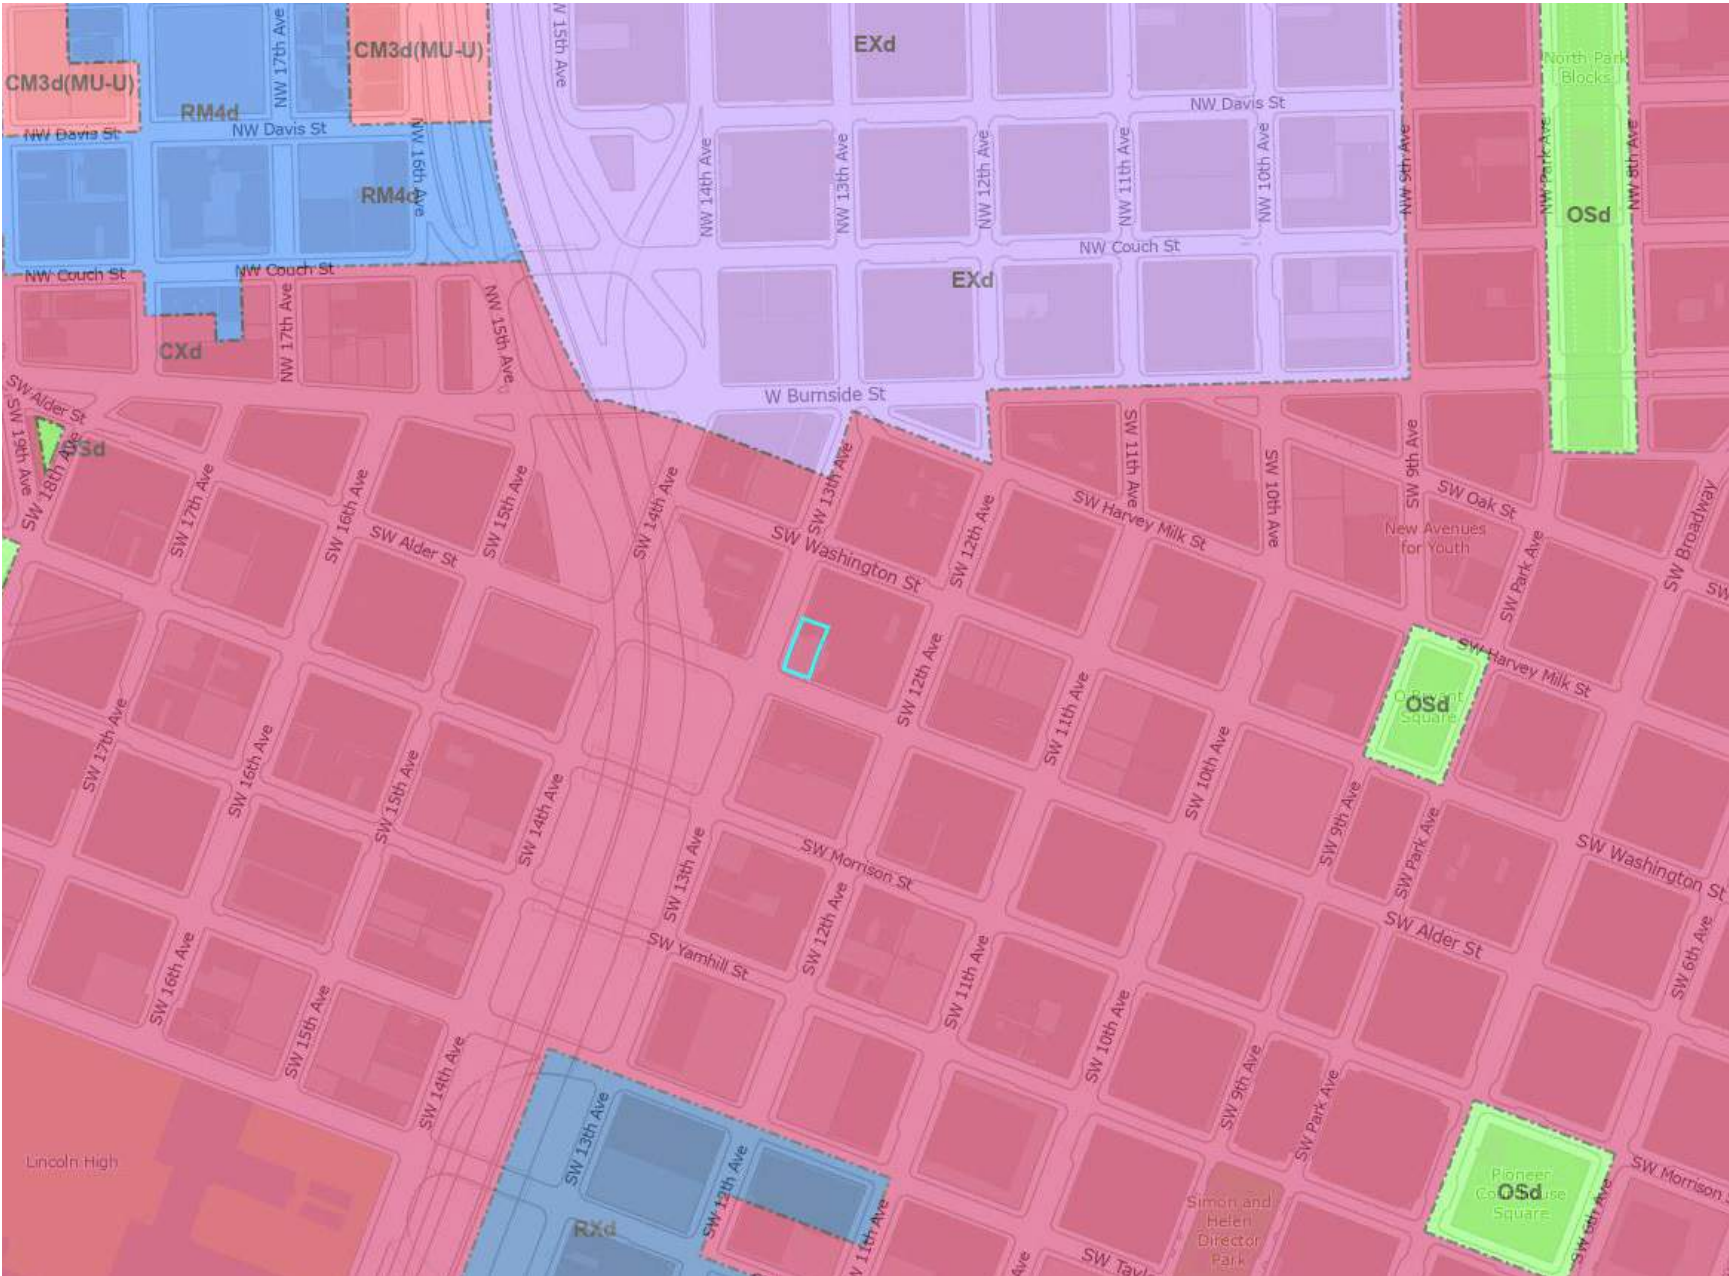 W 15th Ave
EXd
North Park
Blocks
CM3d(MU-U)
CM3d(MU-U)
NW 17th Ave
RM4d
NW Davis St
NW Davis St
NW Davis St
NW 16th Ave
NW 14th Ave
NW 13th Ave
NW 12th Ave
NW 11th Ave
NW 10th Ave
NW 9th Ave
NW Park Ave
NW 8th Ave
RM4d
OSd
NW Couch St
NW Couch St
NW Couch St
EXd
NW 17th Ave
NW 15th Ave
CXd
W Burnside St
SW Alder St
SW 19th Ave
SW 18th Ave
SW 17th Ave
SW 16th Ave
SW 15th Ave
SW 14th Ave
SW 13th Ave
SW 12th Ave
SW 11th Ave
SW 10th Ave
SW 9th Ave
SW Oak St
SW Harvey Milk St
New Avenues
for Youth
SW Park Ave
SW Broadway
SW Alder St
SW Washington St
SW
SW Harvey Milk St
SW 12th Ave
SW 11th Ave
SW 10th Ave
OSd
Square
SW 17th Ave
SW 16th Ave
SW 15th Ave
SW 14th Ave
SW 13th Ave
SW 12th Ave
SW Morrison St
SW 9th Ave
SW Park Ave
SW Washington St
SW Alder St
SW 6th Ave
SW Yamhill St
SW 11th Ave
SW 10th Ave
SW 16th Ave
SW 15th Ave
SW 14th Ave
SW 9th Ave
SW Park Ave
Lincoln High
SW 13th Ave
SW 12th Ave
RXd
W 11th Ave
Simon and
Helen
Director
Park
Pioneer
OSd
Square
SW Morrison
SW 6th Ave
Ave